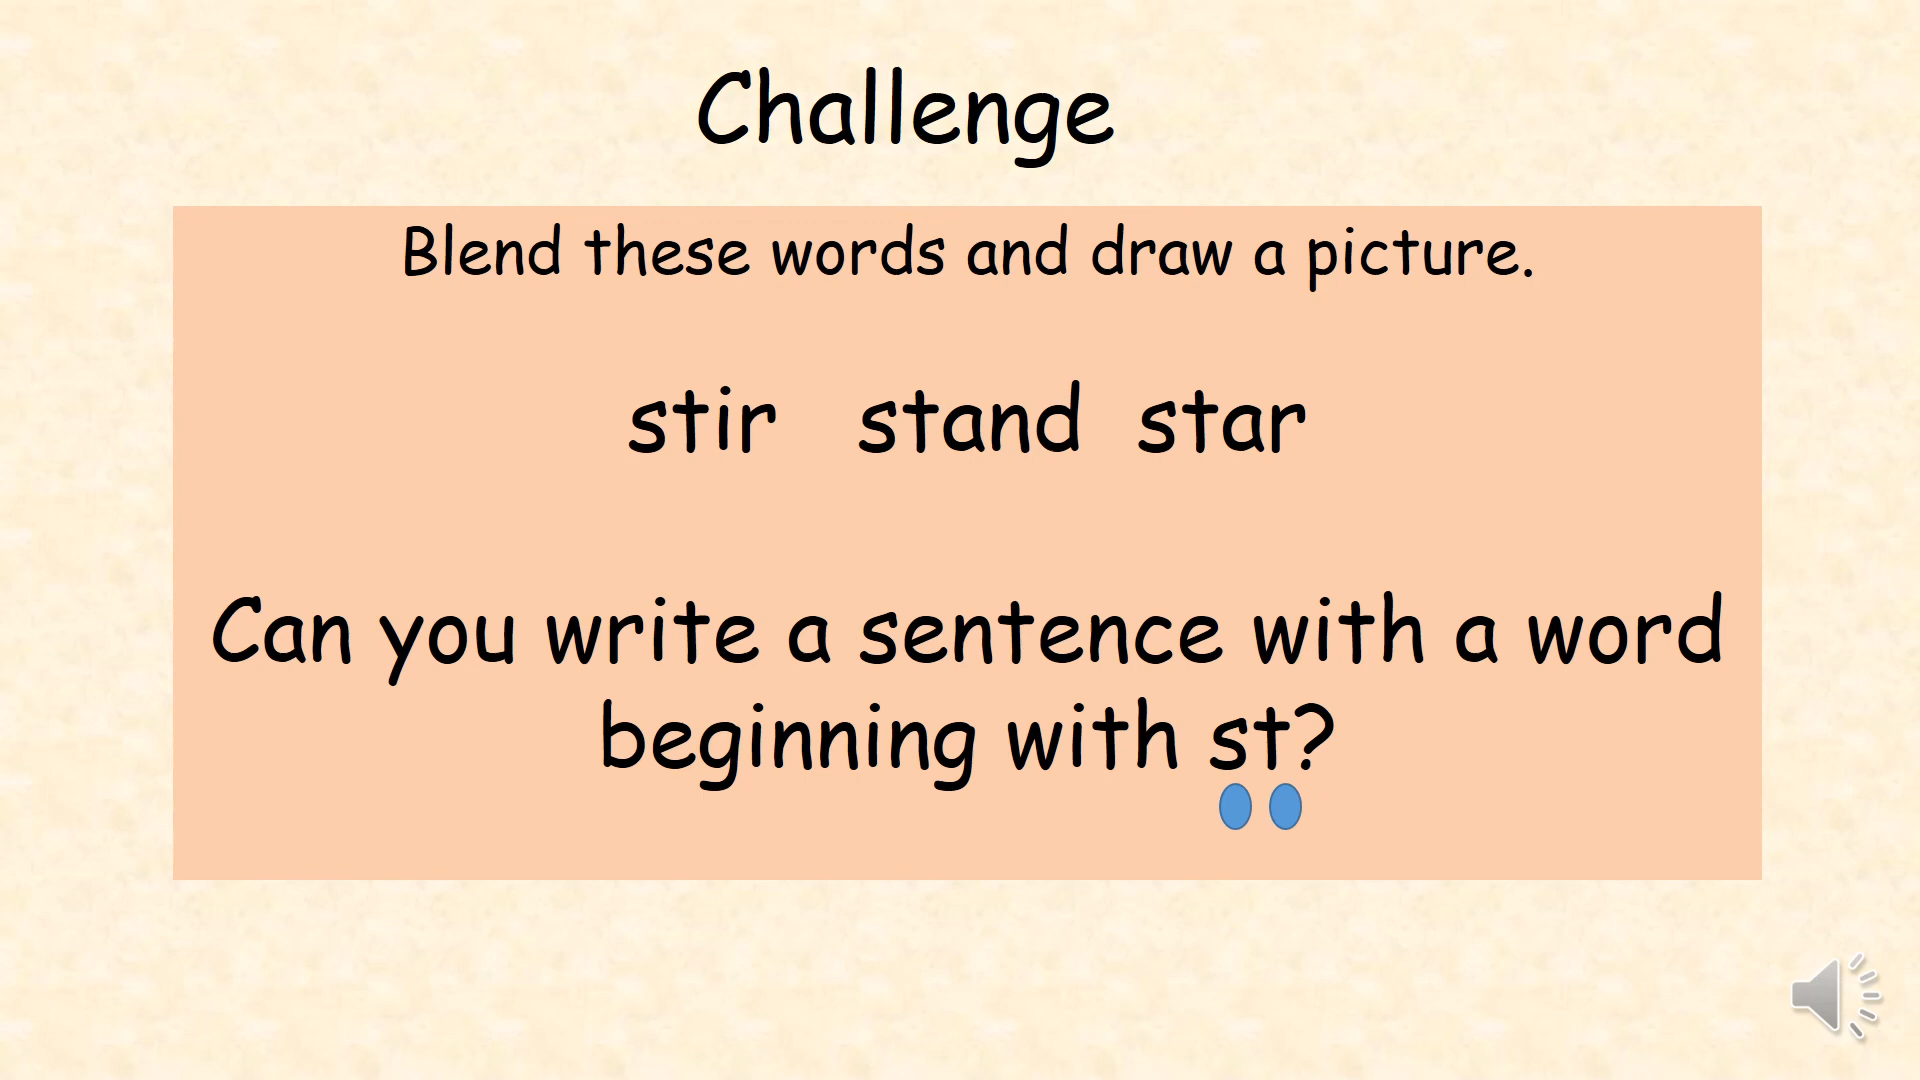 Challenge
Blend these words and draw a picture.
stir stand star
Can you write a sentence with a word
beginning with st?